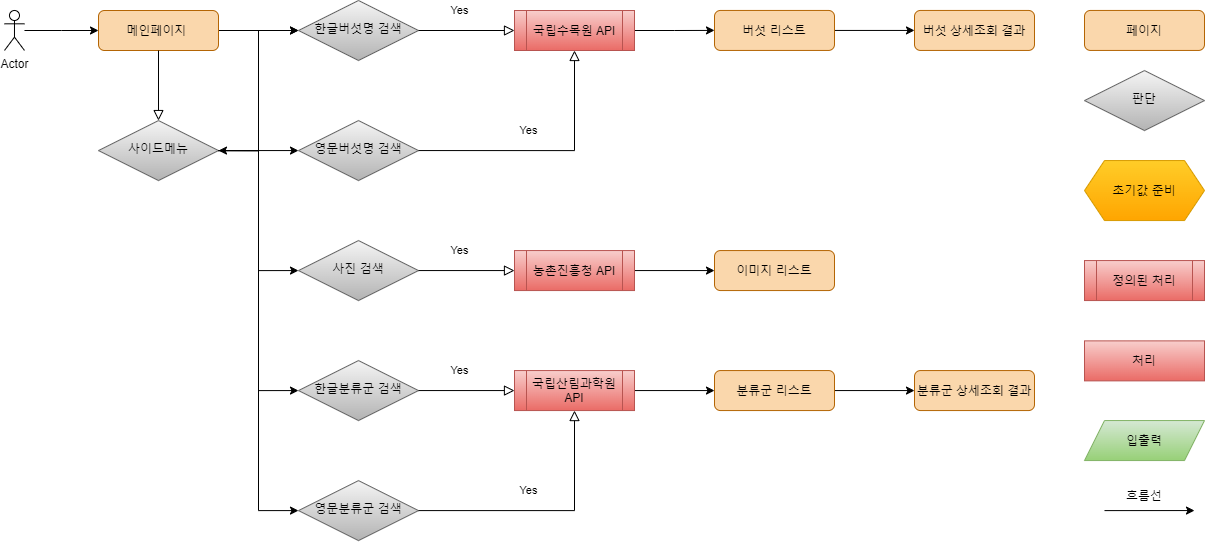 Actor
메인페이지
사이드메뉴
한글버섯명 검색
Yes
국립수목원 API
버섯 리스트
버섯 상세조회 결과
영문버섯명 검색
Yes
사진 검색
Yes
농촌진흥청 API
이미지 리스트
한글분류군 검색
Yes
국립산림과학원
API
분류군 리스트
분류군 상세조회 결과
영문분류군 검색
Yes
페이지
판단
초기값 준비
정의된 처리
처리
입출력
흐름선